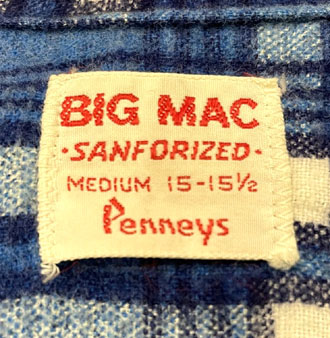 BiG MAC
·SANFORIZED·
MEDIUM 15-15½
Penneys